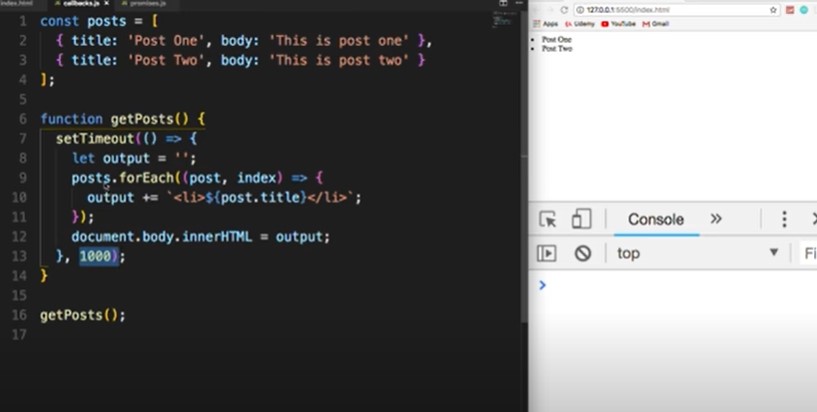 index.html callbacks.js × promises.js
1 const posts = [
2 { title: 'Post One', body: 'This is post one' },
3 { title: 'Post Two', body: 'This is post two' }
4 ];
5
6 function getPosts() {
7 setTimeout(() => {
8 let output = '';
9 posts.forEach((post, index) => {
10 output += `<li>${post.title}</li>`;
11 });
12 document.body.innerHTML = output;
13 }, 1000);
14 }
15
16 getPosts();
17
127.0.0.1:5500/index.html
Apps Udemy YouTube Gmail
Post One
Post Two
Console »
top Fi